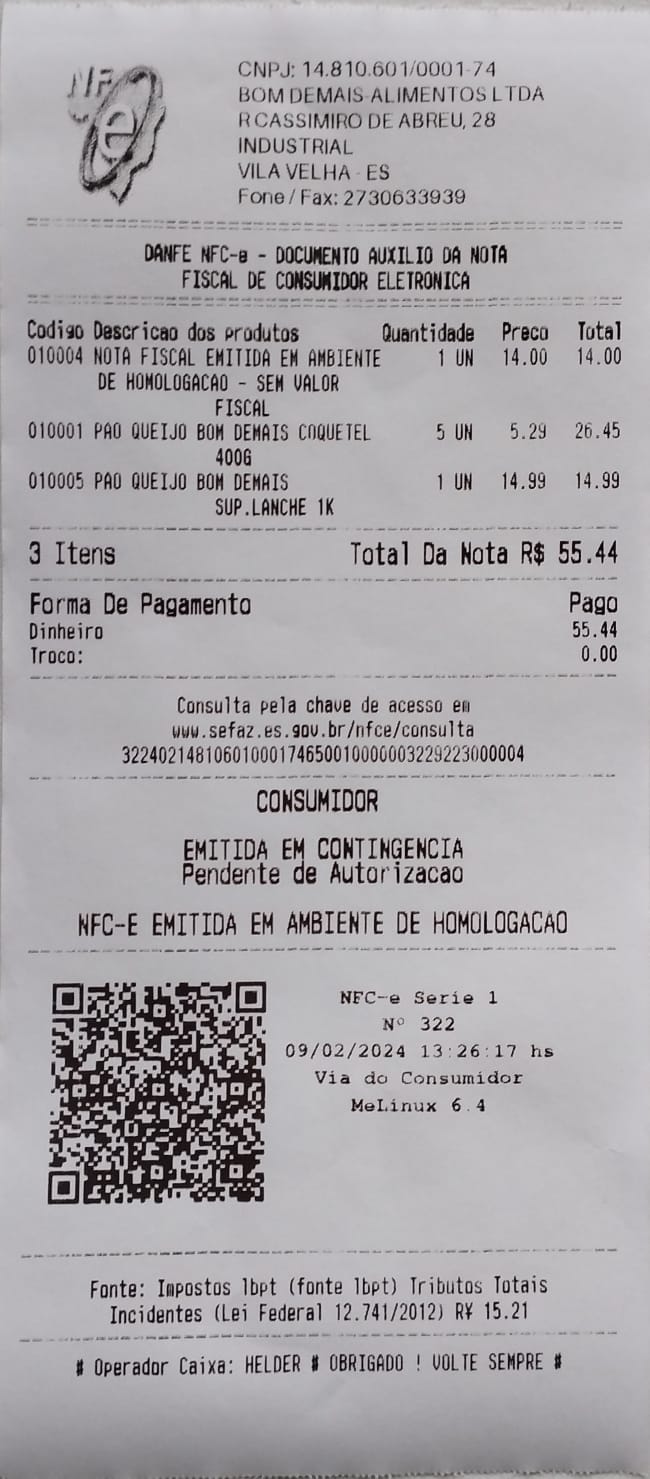 NFC
e
CNPJ: 14.810.601/0001-74
BOM DEMAIS-ALIMENTOS LTDA
R CASSIMIRO DE ABREU, 28
INDUSTRIAL
VILA VELHA - ES
Fone / Fax: 2730633939
DANFE NFC-e - DOCUMENTO AUXILIO DA NOTA
FISCAL DE CONSUMIDOR ELETRONICA
Codigo Descricao dos produtos Quantidade Preco Total
010004 NOTA FISCAL EMITIDA EM AMBIENTE 1 UN 14.00 14.00
DE HOMOLOGACAO - SEM VALOR
FISCAL
010001 PAO QUEIJO BOM DEMAIS COQUETEL 5 UN 5.29 26.45
400G
010005 PAO QUEIJO BOM DEMAIS 1 UN 14.99 14.99
SUP.LANCHE 1K
3 Itens Total Da Nota R$ 55.44
Forma De Pagamento Pago
Dinheiro 55.44
Troco: 0.00
Consulta pela chave de acesso em
www.sefaz.es.gov.br/nfce/consulta
32240214810601000174650010000003229223000004
CONSUMIDOR
EMITIDA EM CONTINGENCIA
Pendente de Autorizacao
NFC-E EMITIDA EM AMBIENTE DE HOMOLOGACAO
NFC-e Serie 1
Nº 322
09/02/2024 13:26:17 hs
Via do Consumidor
MeLinux 6.4
Fonte: Impostos lbpt (fonte lbpt) Tributos Totais
Incidentes (Lei Federal 12.741/2012) R¥ 15.21
# Operador Caixa: HELDER # OBRIGADO ! VOLTE SEMPRE #